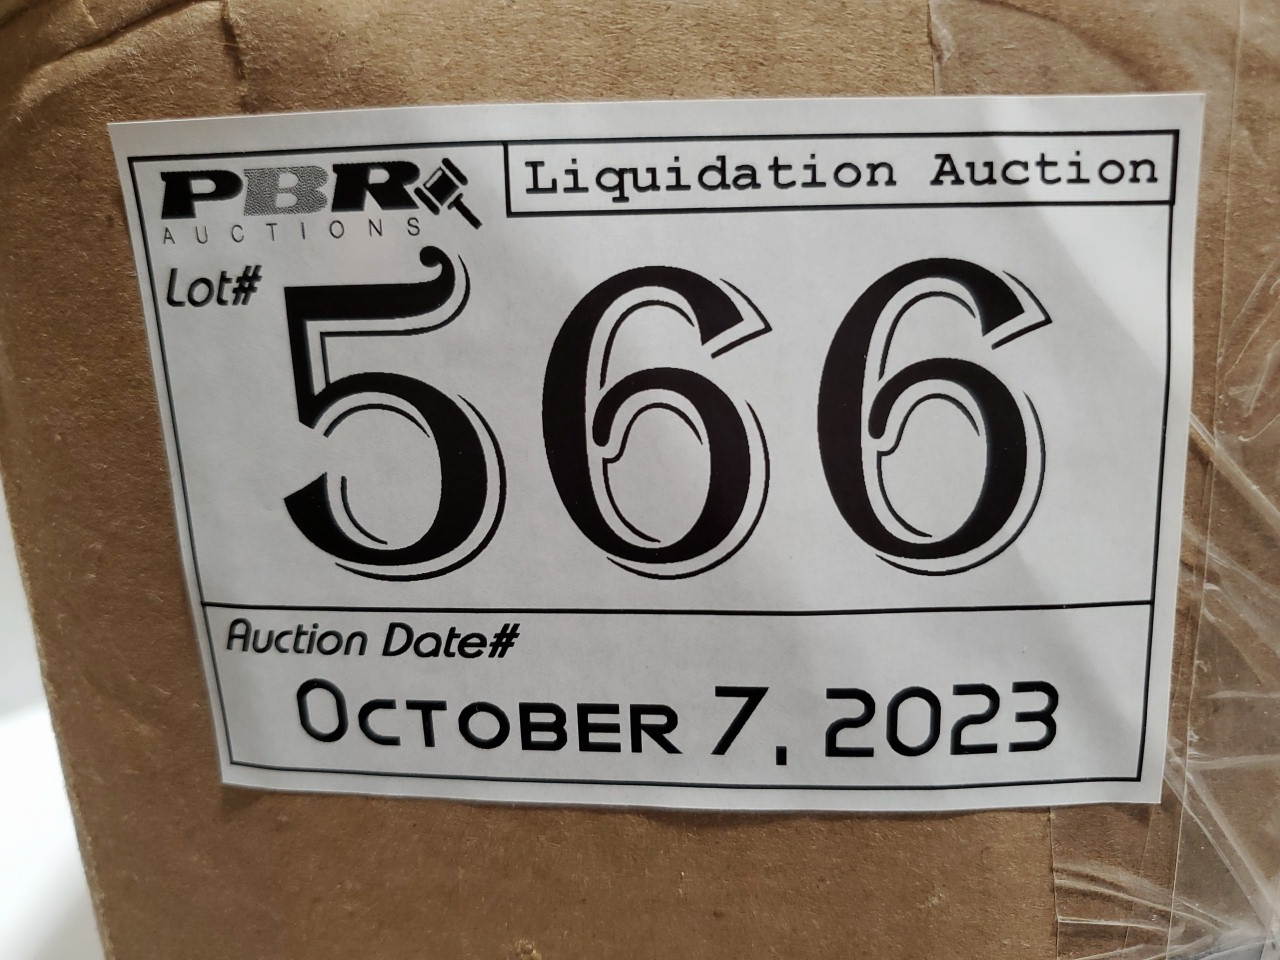 PBR
AUCTIONS
Liquidation Auction
Lot#
566
Auction Date#
October 7, 2023